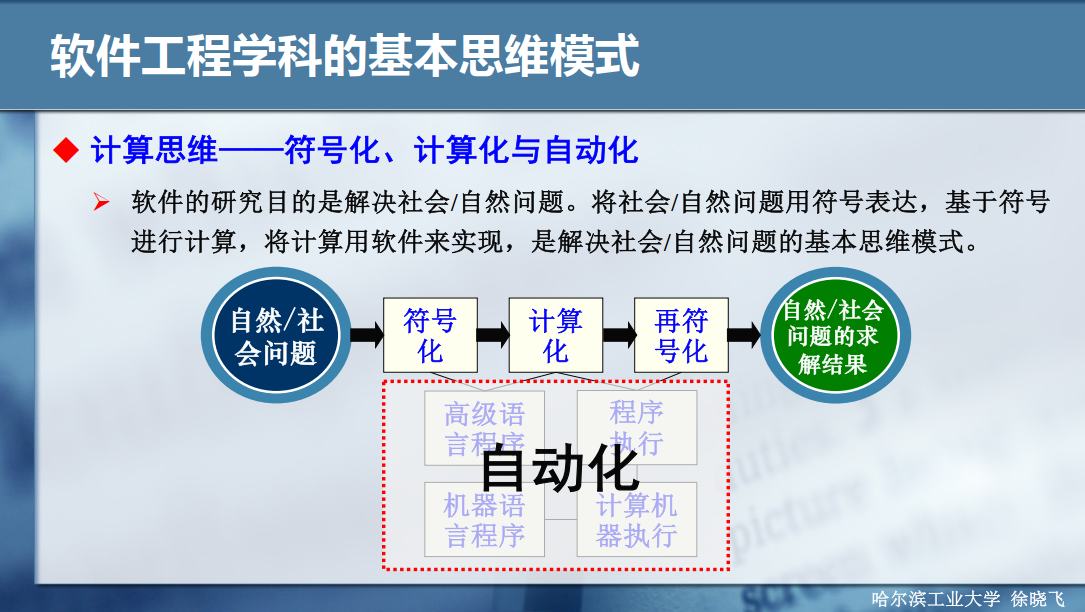 软件工程学科的基本思维模式
计算思维——符号化、计算化与自动化
软件的研究目的是解决社会/自然问题。将社会/自然问题用符号表达，基于符号
进行计算，将计算用软件来实现，是解决社会/自然问题的基本思维模式。
自然/社
会问题
符号
化
计算
化
再符
号化
自然/社会
问题的求
解结果
高级语
言程序
程序
执行
自动化
机器语
言程序
计算机
器执行
picture
screen
哈尔滨工业大学 徐晓飞